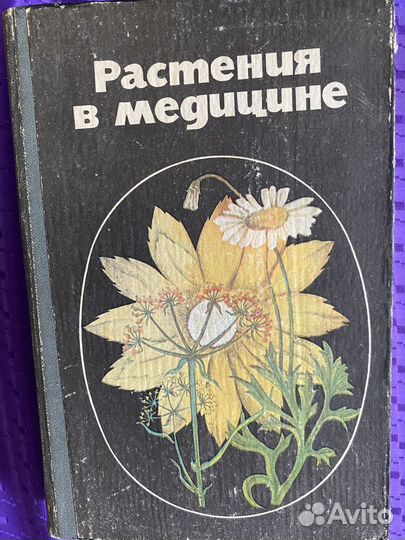 Растения
в медицине
Avito